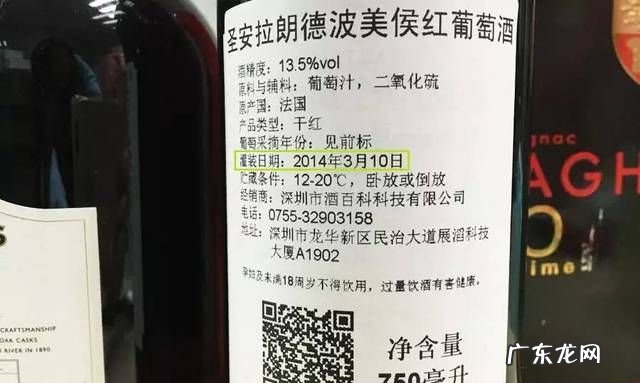 圣安拉朗德波美侯红葡萄酒
酒精度：13.5%vol
原料与辅料：葡萄汁，二氧化硫
原产国：法国
产品类型：干红
葡萄采摘年份：见前标
灌装日期：2014年3月10日
贮藏条件：12-20℃，卧放或倒放
经销商：深圳市酒百科科技有限公司
电话：0755-32903158
地址：深圳市龙华新区民治大道展滔科技
大厦A1902
孕妇及未满18周岁不得饮用，过量饮酒有害健康。
净含量
750毫升
S
CRAFTSMANSHIP
OAK CASKS
RIVER IN 1890.
gnac
AGH
O
ime
广东龙网